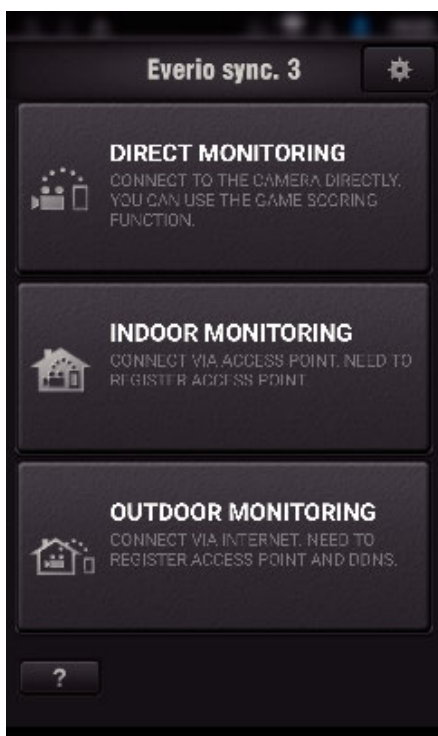 Everio sync. 3
DIRECT MONITORING
CONNECT TO THE CAMERA DIRECTLY.
YOU CAN USE THE GAME SCORING
FUNCTION.
INDOOR MONITORING
CONNECT VIA ACCESS POINT. NEED TO
REGISTER ACCESS POINT.
OUTDOOR MONITORING
CONNECT VIA INTERNET. NEED TO
REGISTER ACCESS POINT AND DDNS.
?